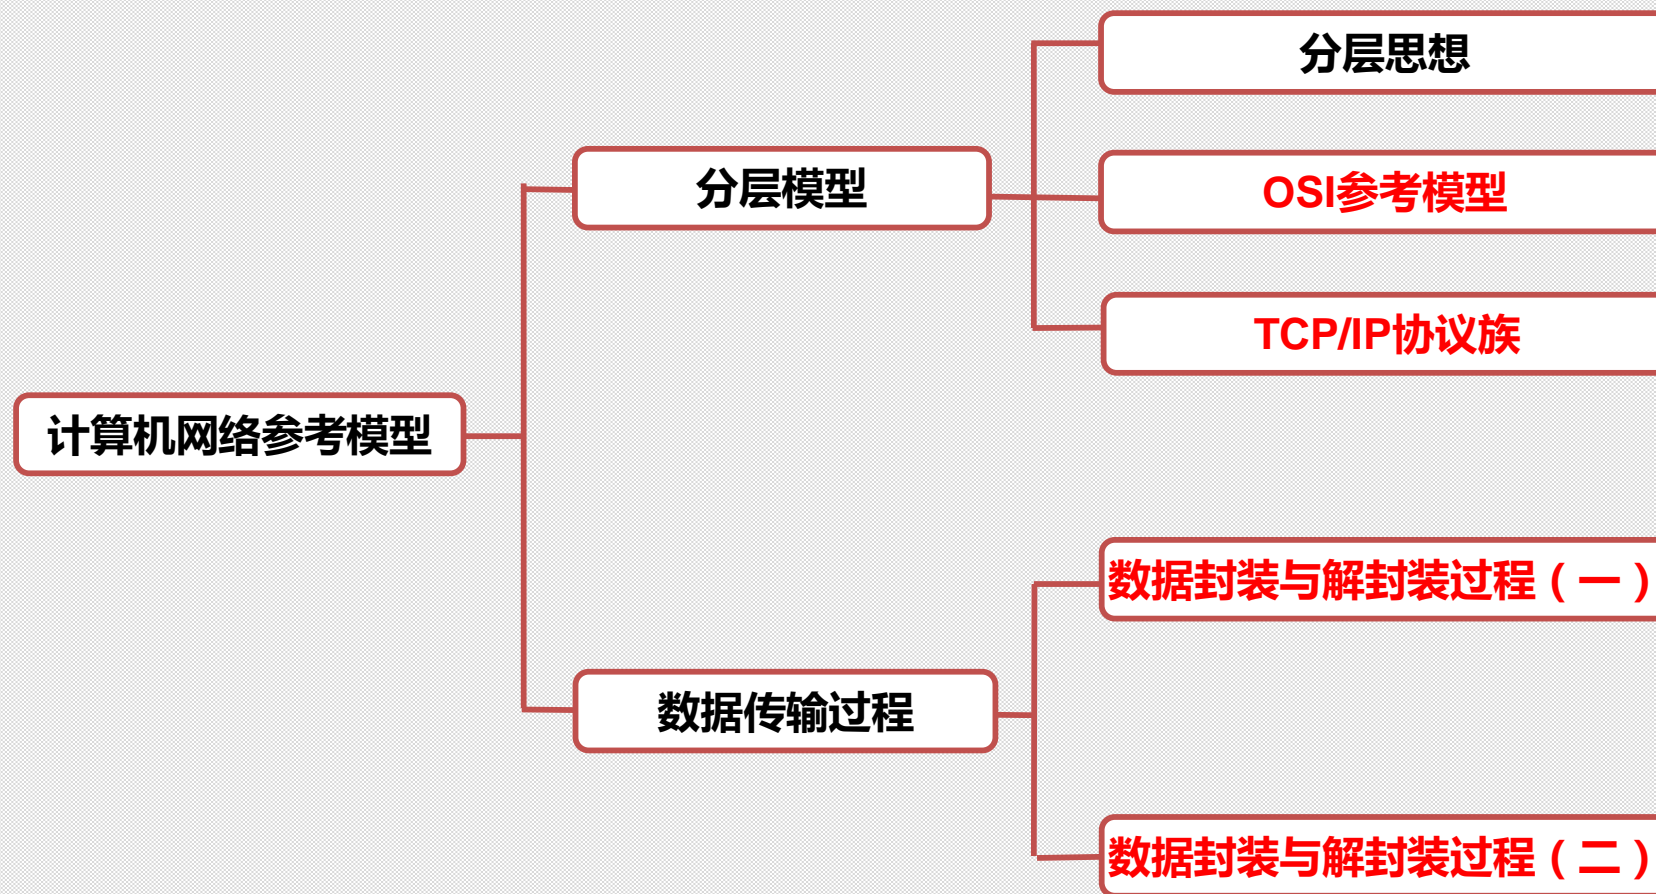 分层思想
分层模型
OSI参考模型
TCP/IP协议族
计算机网络参考模型
数据封装与解封装过程（一）
数据传输过程
数据封装与解封装过程（二）